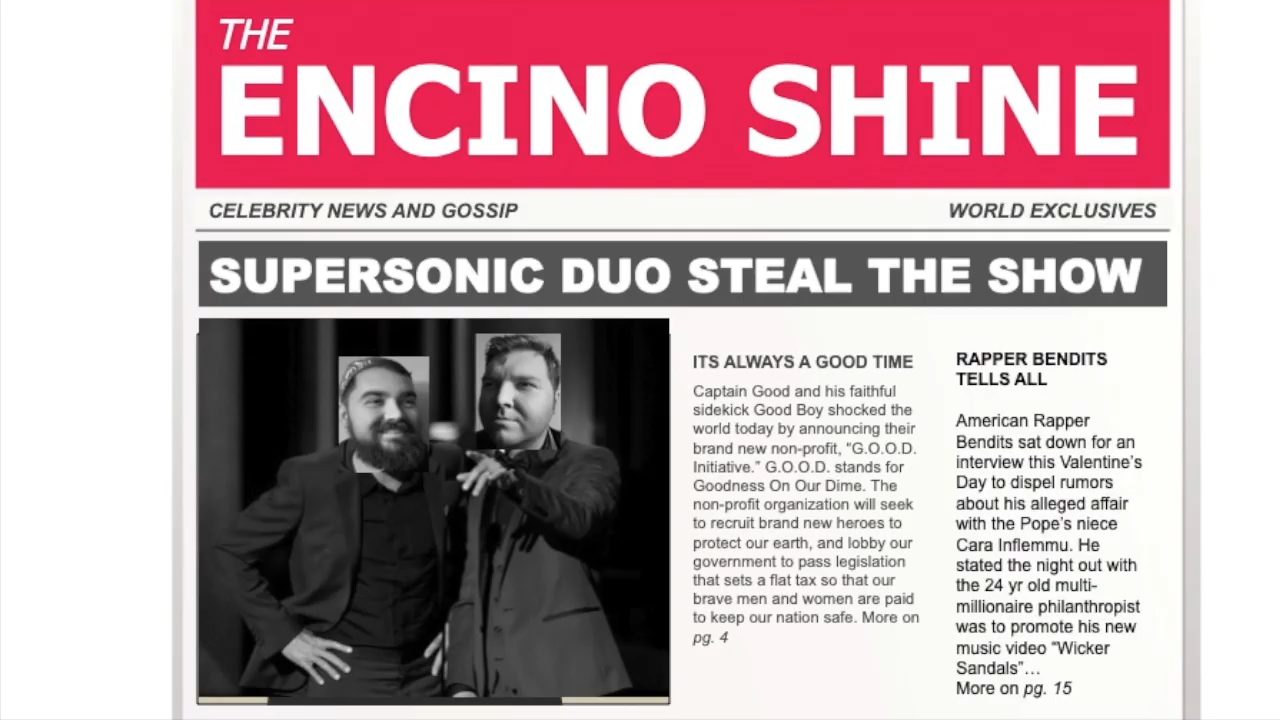 THE
ENCINO SHINE
CELEBRITY NEWS AND GOSSIP
WORLD EXCLUSIVES
SUPERSONIC DUO STEAL THE SHOW
ITS ALWAYS A GOOD TIME
Captain Good and his faithful
sidekick Good Boy shocked the
world today by announcing their
brand new non-profit, “G.O.O.D.
Initiative.” G.O.O.D. stands for
Goodness On Our Dime. The
non-profit organization will seek
to recruit brand new heroes to
protect our earth, and lobby our
government to pass legislation
that sets a flat tax so that our
brave men and women are paid
to keep our nation safe. More on
pg. 4
RAPPER BENDITS
TELLS ALL
American Rapper
Bendits sat down for an
interview this Valentine’s
Day to dispel rumors
about his alleged affair
with the Pope’s niece
Cara Inflemmu. He
stated the night out with
the 24 yr old multi-
millionaire philanthropist
was to promote his new
music video “Wicker
Sandals”…
More on pg. 15